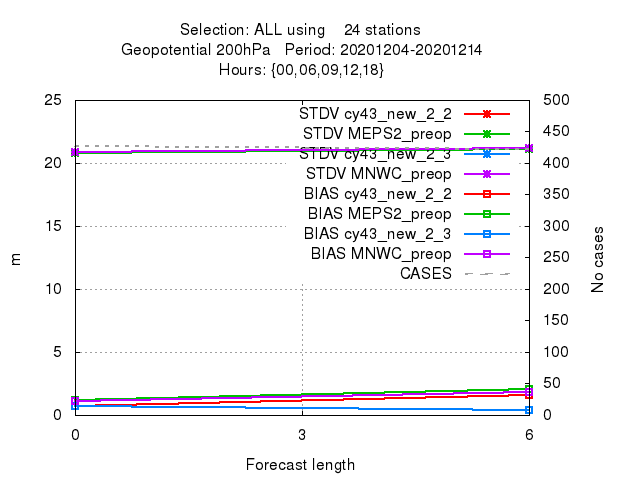 Selection: ALL using    24 stations
Geopotential 200hPa   Period: 20201204-20201214
Hours: {00,06,09,12,18}
25
20
15
10
5
0
m
500
450
400
350
300
250
200
150
100
50
0
No cases
STDV cy43_new_2_2
STDV MEPS2_preop
STDV cy43_new_2_3
STDV MNWC_preop
BIAS cy43_new_2_2
BIAS MEPS2_preop
BIAS cy43_new_2_3
BIAS MNWC_preop
CASES
0
3
6
Forecast length